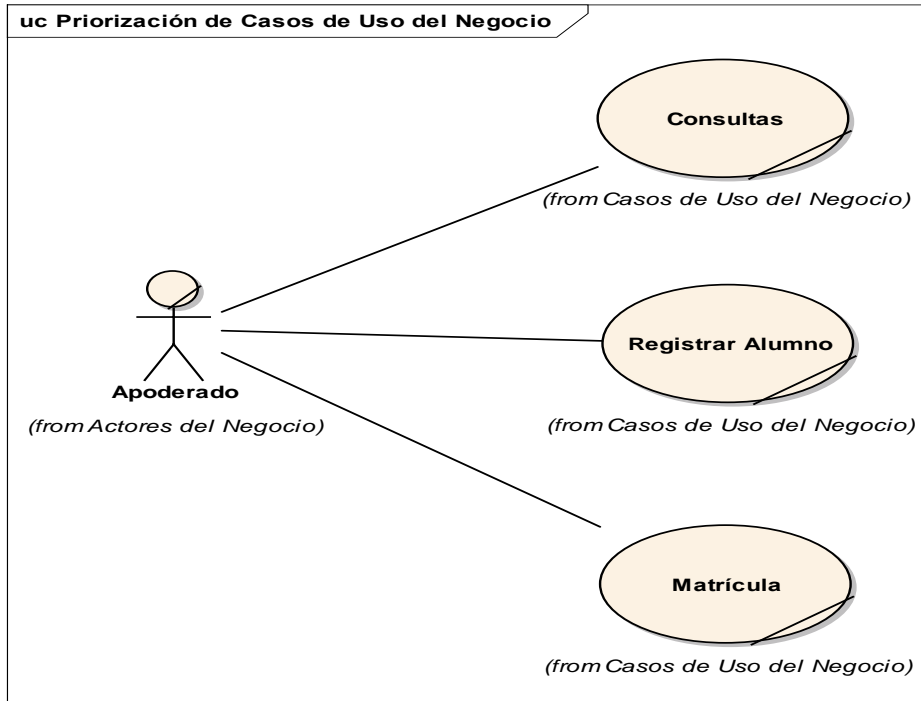 uc Priorización de Casos de Uso del Negocio
Consultas
(from Casos de Uso del Negocio)
Registrar Alumno
(from Casos de Uso del Negocio)
Apoderado
(from Actores del Negocio)
Matrícula
(from Casos de Uso del Negocio)